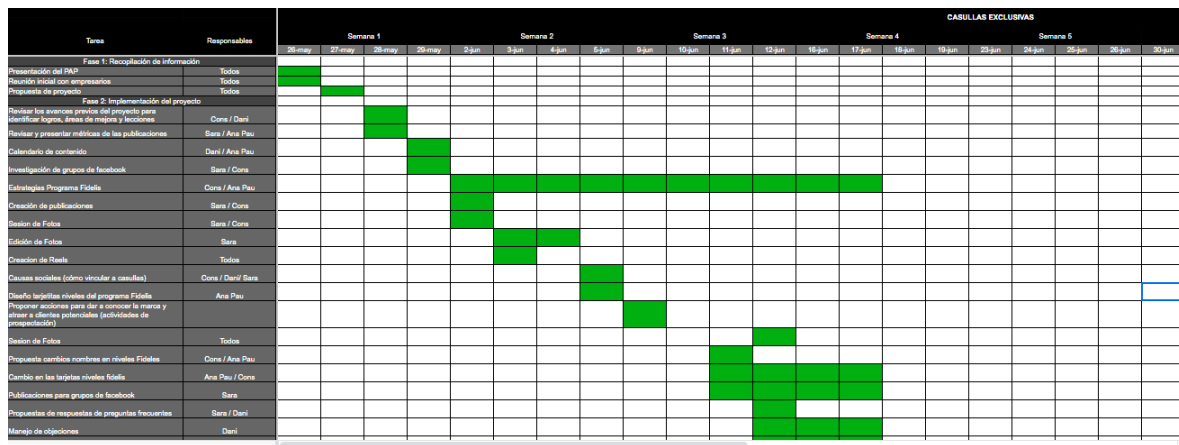 CASULLAS EXCLUSIVAS
Tarea Responsables Semana 1 Semana 2 Semana 3 Semana 4 Semana 5
26-may 27-may 28-may 29-may 2-jun 3-jun 4-jun 5-jun 9-jun 10-jun 11-jun 12-jun 16-jun 17-jun 18-jun 19-jun 23-jun 24-jun 25-jun 26-jun 30-jun
Fase 1: Recopilación de información
Presentación del PAP Todos
Reunión inicial con empresarios Todos
Propuesta de proyecto Todos
Fase 2: Implementación del proyecto
Revisar los avances previos del proyecto para
identificar logros, áreas de mejora y lecciones Cons / Dani
Revisar y presentar métricas de las publicaciones Sara / Ana Pau
Calendario de contenido Dani / Ana Pau
Investigación de grupos de facebook Sara / Cons
Estrategias Programa Fidelis Cons / Ana Pau
Creación de publicaciones Sara / Cons
Sesion de Fotos Sara / Cons
Edición de Fotos Sara
Creacion de Reels Todos
Causas sociales (cómo vincular a casullas) Cons / Dani/ Sara
Diseño tarjetitas niveles del programa Fidelis Ana Pau
Proponer acciones para dar a conocer la marca y
atraer a clientes potenciales (actividades de
prospectación)
Sesion de Fotos Todos
Propuesta cambios nombres en niveles Fideles Cons / Ana Pau
Cambio en las tarjetas niveles fidelis Ana Pau / Cons
Publicaciones para grupos de facebook Sara
Propuestas de respuestas de preguntas frecuentes Sara / Dani
Manejo de objeciones Dani